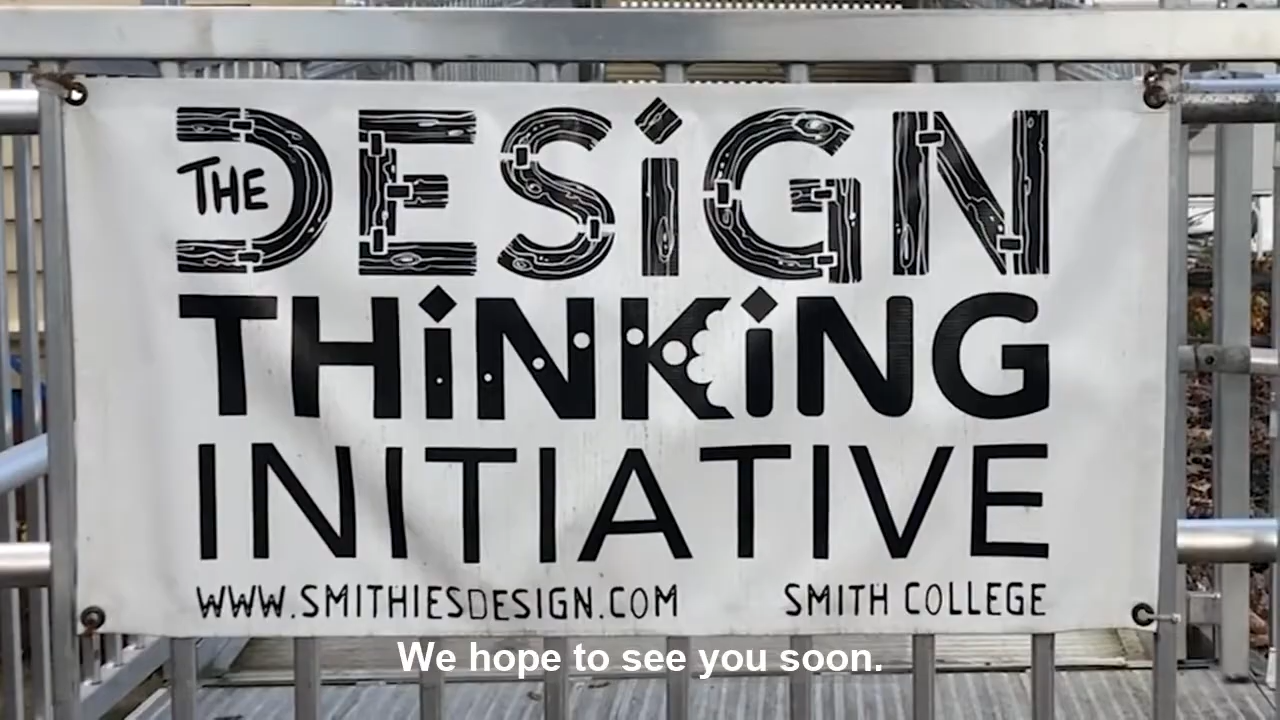 THE
DESiGN
THiNKiNG
INITIATIVE
WWW.SMITHIESDESIGN.COM SMITH COLLEGE
We hope to see you soon.